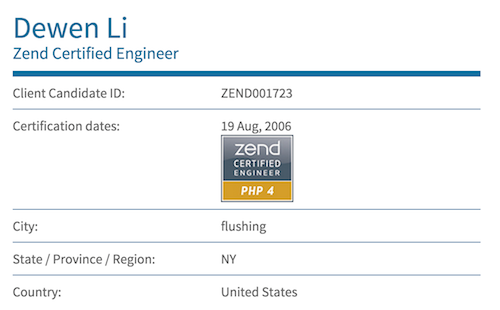 Dewen Li
Zend Certified Engineer
Client Candidate ID: ZEND001723
Certification dates: 19 Aug, 2006
zend
CERTIFIED
ENGINEER
PHP 4
City: flushing
State / Province / Region: NY
Country: United States